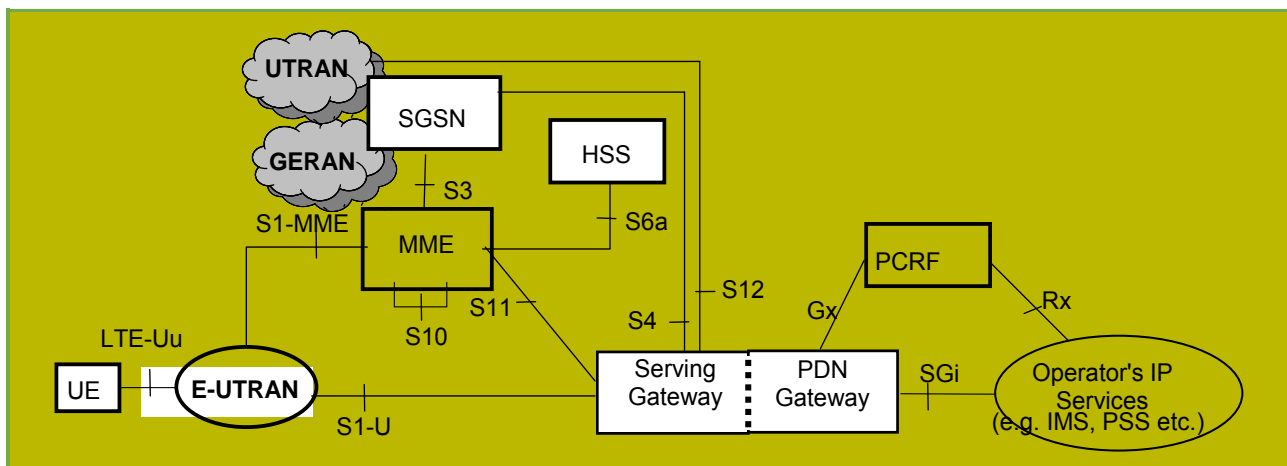 UTRAN
SGSN
HSS
GERAN
S3
S1-MME
S6a
MME
PCRF
S11
S12
Gx
Rx
S10
S4
LTE-Uu
UE
E-UTRAN
Serving
Gateway
PDN
Gateway
SGi
Operator's IP
Services
(e.g. IMS, PSS etc.)
S1-U